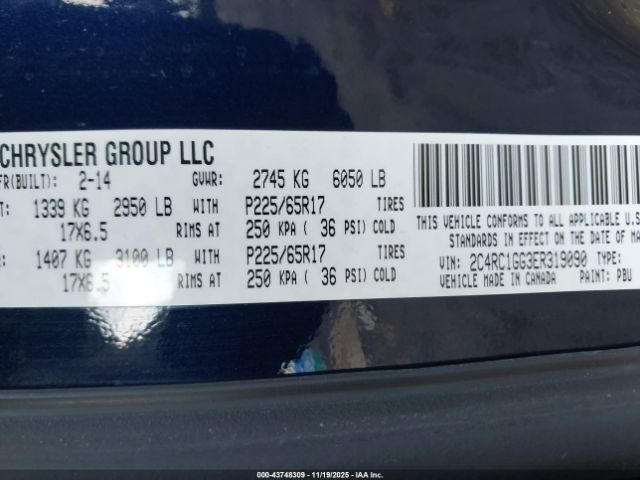 CHRYSLER GROUP LLC
FR(BUILT): 2-14 GVWR: 2745 KG 6050 LB
T: 1339 KG 2950 LB WITH P225/65R17 TIRES
17X6.5 RIMS AT 250 KPA ( 36 PSI) COLD
: 1407 KG 3100 LB WITH P225/65R17 TIRES
17X6.5 RIMS AT 250 KPA ( 36 PSI) COLD
THIS VEHICLE CONFORMS TO ALL APPLICABLE U.S.
STANDARDS IN EFFECT ON THE DATE OF MA
VIN: 2C4RC1GG3ER319090 TYPE:
VEHICLE MADE IN CANADA PAINT: PBU
000-43748309 - 11/19/2025 - IAA Inc.